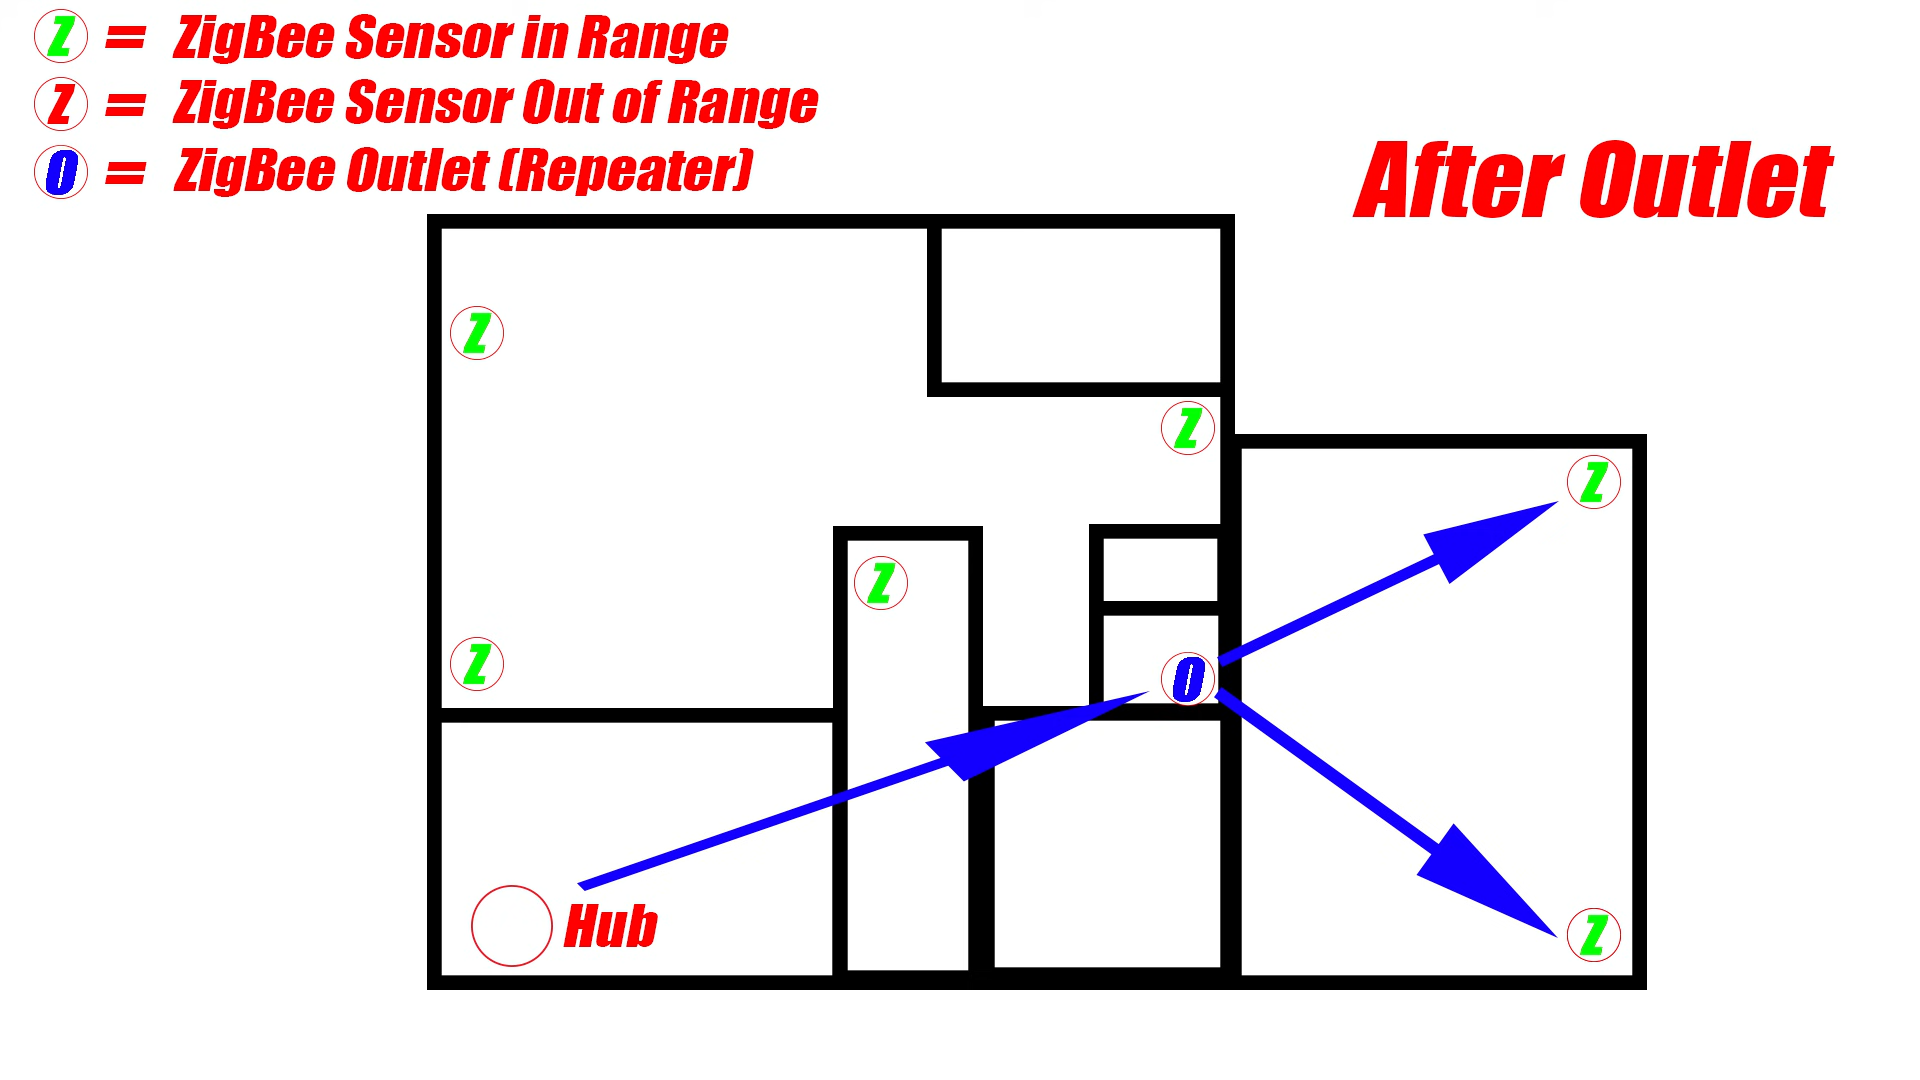 Z = ZigBee Sensor in Range
Z = ZigBee Sensor Out of Range
O = ZigBee Outlet (Repeater)
After Outlet
Z
Z
Z
Z
Z
O
Hub
Z